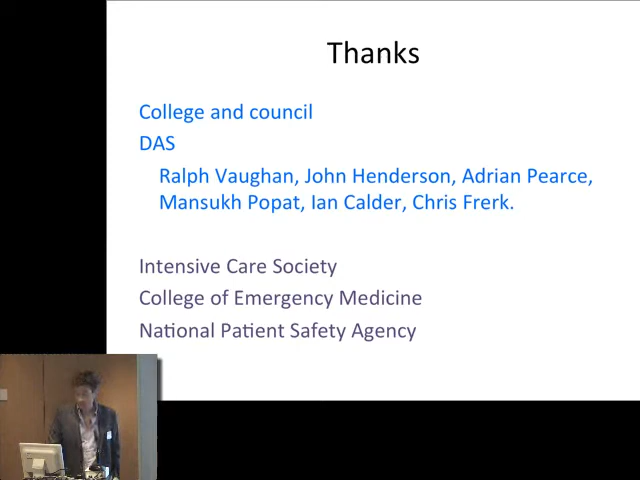 Thanks
College and council
DAS
Ralph Vaughan, John Henderson, Adrian Pearce,
Mansukh Popat, Ian Calder, Chris Frerk.
Intensive Care Society
College of Emergency Medicine
National Patient Safety Agency